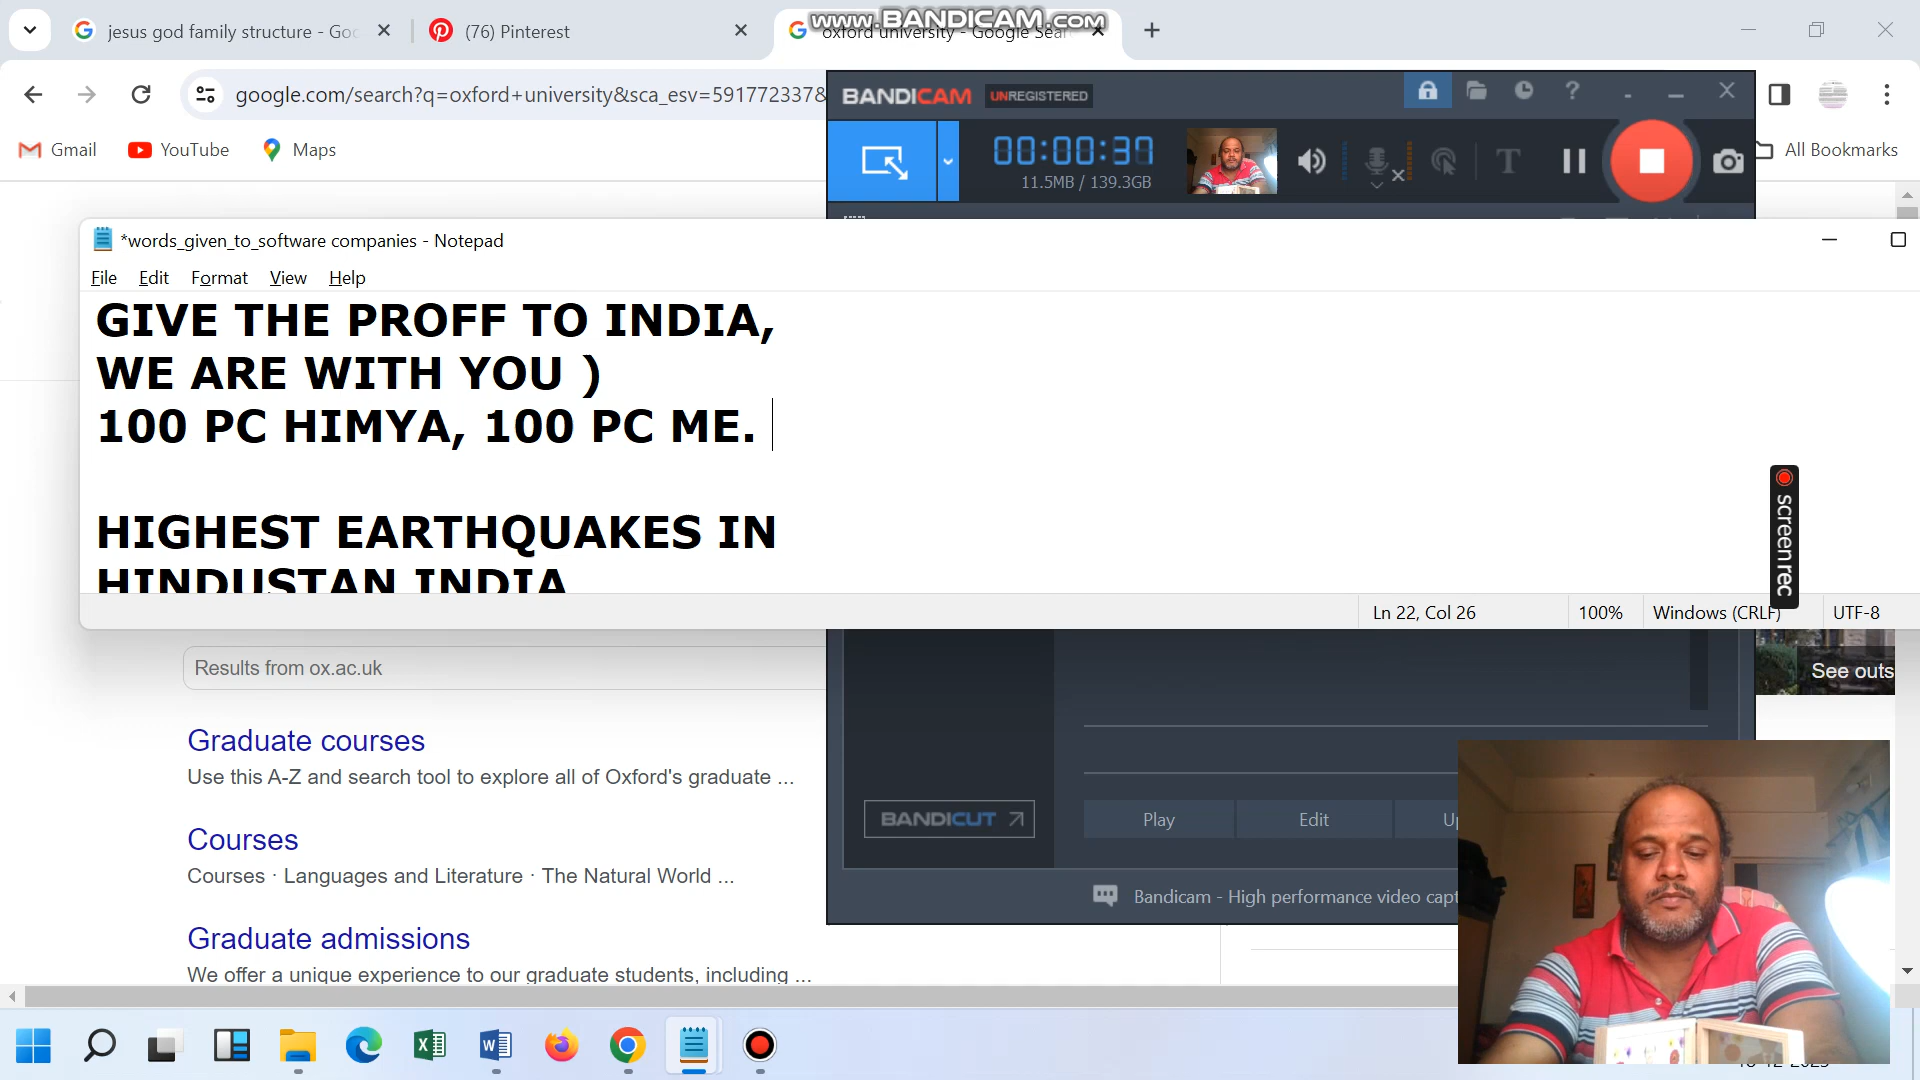 jesus god family structure - Goo
(76) Pinterest
oxford university - Google Sear
www.BANDICAM.com
google.com/search?q=oxford+university&sca_esv=591772337&
Gmail
YouTube
Maps
All Bookmarks
BANDICAM UNREGISTERED
00:00:37
11.5MB / 139.3GB
*words_given_to_software companies - Notepad
File Edit Format View Help
GIVE THE PROFF TO INDIA,
WE ARE WITH YOU )
100 PC HIMYA, 100 PC ME.
HIGHEST EARTHQUAKES IN
HINDUSTAN INDIA
screenrec
Ln 22, Col 26
100%
Windows (CRLF)
UTF-8
Results from ox.ac.uk
See outs
Graduate courses
Use this A-Z and search tool to explore all of Oxford's graduate ...
Courses
Courses · Languages and Literature · The Natural World ...
Graduate admissions
We offer a unique experience to our graduate students, including ...
BANDICUT
Play
Edit
Up
Bandicam - High performance video capt